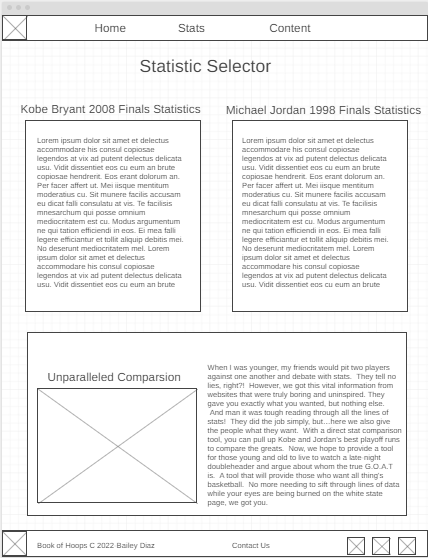 Home Stats Content
Statistic Selector
Kobe Bryant 2008 Finals Statistics
Lorem ipsum dolor sit amet et delectus
accommodare his consul copiosae
legendos at vix ad putent delectus delicata
usu. Vidit dissentiet eos cu eum an brute
copiosae hendrerit. Eos erant dolorum an.
Per facer affert ut. Mei iisque mentitum
moderatius cu. Sit munere facilis accusam
eu dicat falli consulatu at vis. Te facilisis
mnesarchum qui posse omnium
mediocritatem est cu. Modus argumentum
ne qui tation efficiendi in eos. Ei mea falli
legere efficiantur et tollit aliquip debitis mei.
No deserunt mediocritatem mel. Lorem
ipsum dolor sit amet et delectus
accommodare his consul copiosae
legendos at vix ad putent delectus delicata
usu. Vidit dissentiet eos cu eum an brute
Michael Jordan 1998 Finals Statistics
Lorem ipsum dolor sit amet et delectus
accommodare his consul copiosae
legendos at vix ad putent delectus delicata
usu. Vidit dissentiet eos cu eum an brute
copiosae hendrerit. Eos erant dolorum an.
Per facer affert ut. Mei iisque mentitum
moderatius cu. Sit munere facilis accusam
eu dicat falli consulatu at vis. Te facilisis
mnesarchum qui posse omnium
mediocritatem est cu. Modus argumentum
ne qui tation efficiendi in eos. Ei mea falli
legere efficiantur et tollit aliquip debitis mei.
No deserunt mediocritatem mel. Lorem
ipsum dolor sit amet et delectus
accommodare his consul copiosae
legendos at vix ad putent delectus delicata
usu. Vidit dissentiet eos cu eum an brute
Unparalleled Comparsion
When I was younger, my friends would pit two players
against one another and debate with stats. They tell no
lies, right?! However, we got this vital information from
websites that were truly boring and uninspired. They
gave you exactly what you wanted, but nothing else.
And man it was tough reading through all the lines of
stats! They did the job simply, but...here we also give
the people what they want. With a direct stat comparison
tool, you can pull up Kobe and Jordan's best playoff runs
to compare the greats. Now, we hope to provide a tool
for those young and old to live to watch a late night
doubleheader and argue about whom the true G.O.A.T
is. A tool that will provide those who want all thing's
basketball. No more needing to sift through lines of data
while your eyes are being burned on the white state
page, we got you.
Book of Hoops C 2022 Bailey Diaz
Contact Us